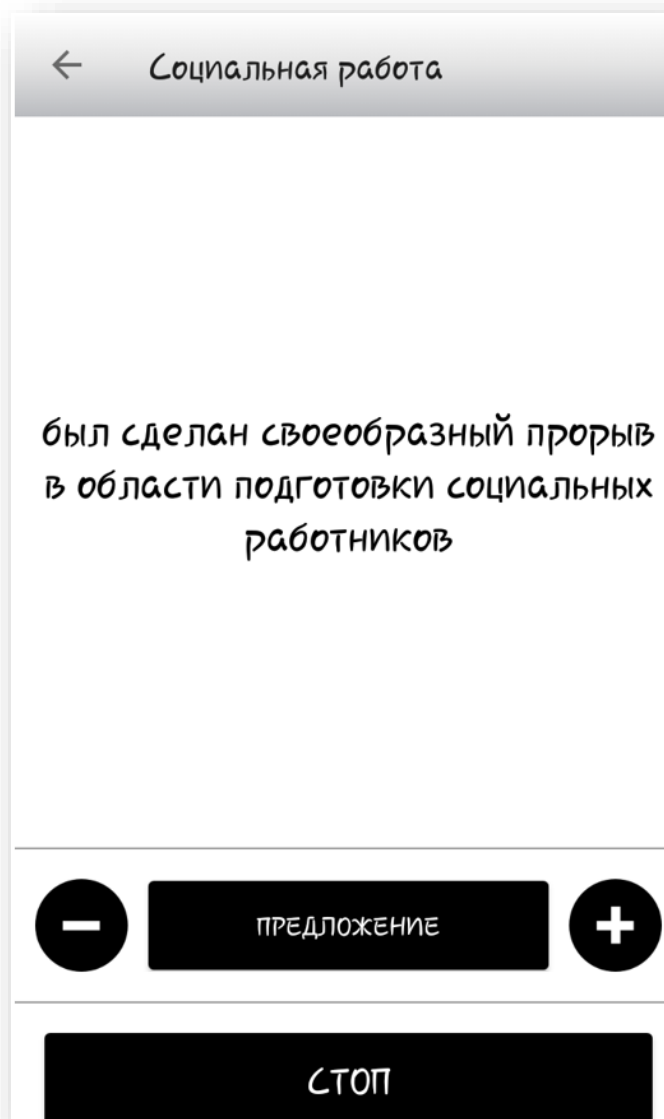 Социальная работа
был сделан своеобразный прорыв
в области подготовки социальных
работников
ПРЕДЛОЖЕНИЕ
СТОП